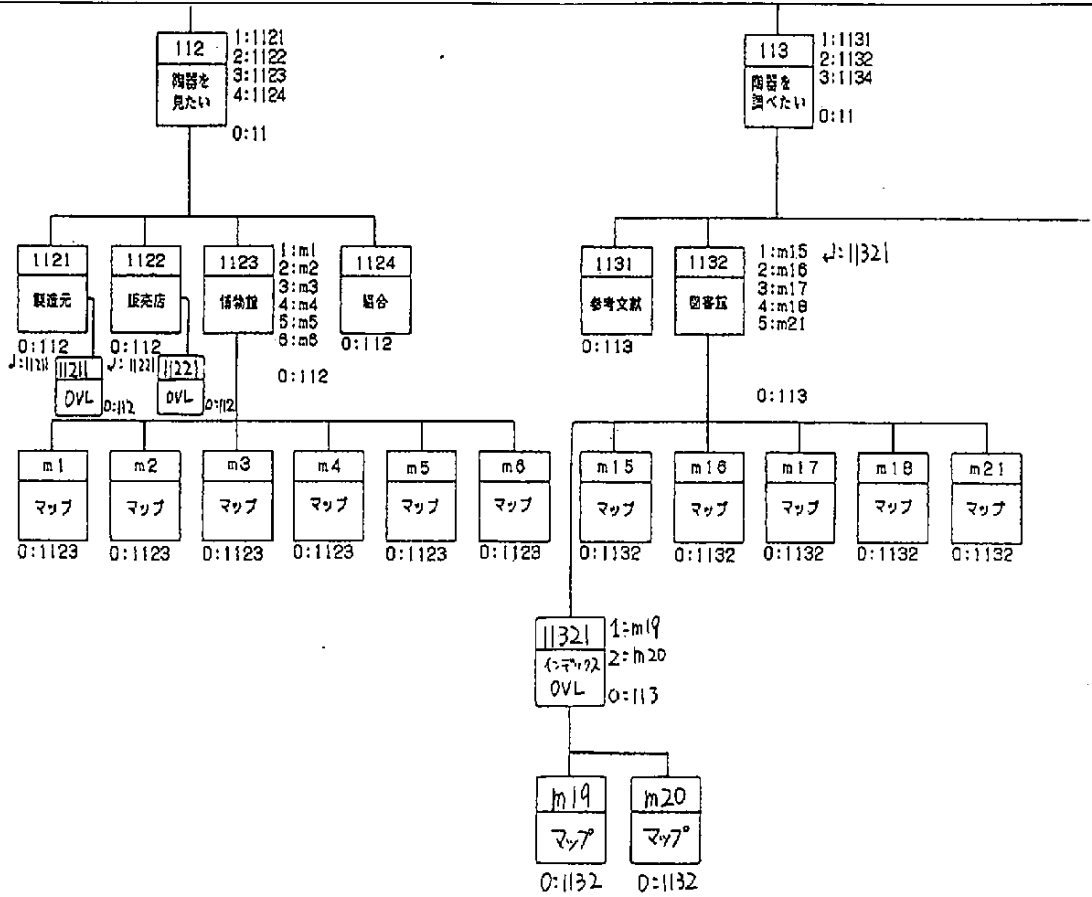 112
陶器を
見たい
1:1121
2:1122
3:1123
4:1124
0:11
113
陶器を
調べたい
1:1131
2:1132
3:1134
0:11
1121
製造元
0:112
↲:11211
11211
OVL
0:112
1122
販売店
0:112
↲:11221
11221
OVL
0:112
1123
博物館
1:m1
2:m2
3:m3
4:m4
5:m5
6:m6
0:112
1124
組合
0:112
1131
参考文献
0:113
1132
図書館
1:m15
2:m16
3:m17
4:m18
5:m21
↲:11321
0:113
m1
マップ
0:1123
m2
マップ
0:1123
m3
マップ
0:1123
m4
マップ
0:1123
m5
マップ
0:1123
m6
マップ
0:1123
m15
マップ
0:1132
m16
マップ
0:1132
m17
マップ
0:1132
m18
マップ
0:1132
m21
マップ
0:1132
11321
インデックス
OVL
1:m19
2:m20
0:113
m19
マップ
0:1132
m20
マップ
0:1132